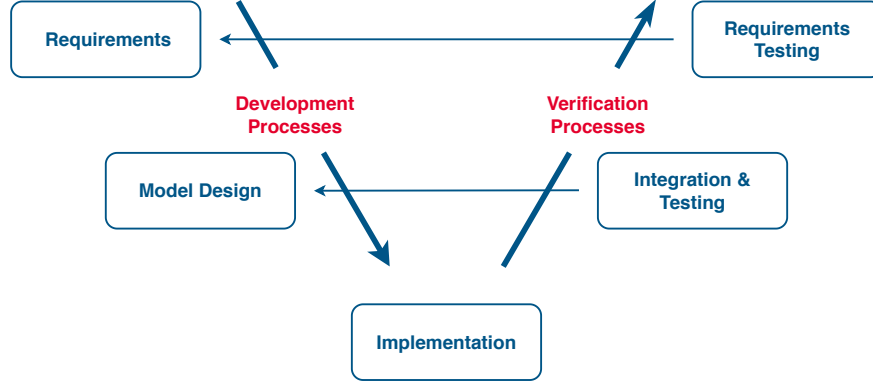 Requirements
Requirements
Testing
Development
Processes
Verification
Processes
Model Design
Integration &
Testing
Implementation